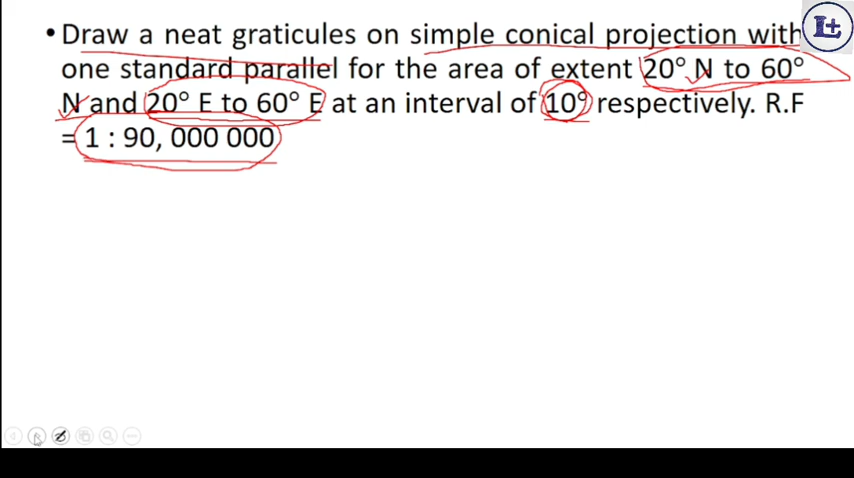 • Draw a neat graticules on simple conical projection with
one standard parallel for the area of extent 20° N to 60°
N and 20° E to 60° E at an interval of 10° respectively. R.F
= 1 : 90, 000 000
Lt